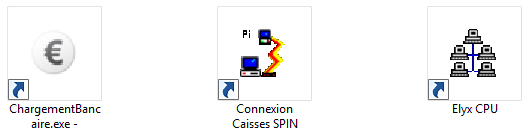 €
Pi
ChargementBanc
aire.exe -
Connexion
Caisses SPIN
Elyx CPU